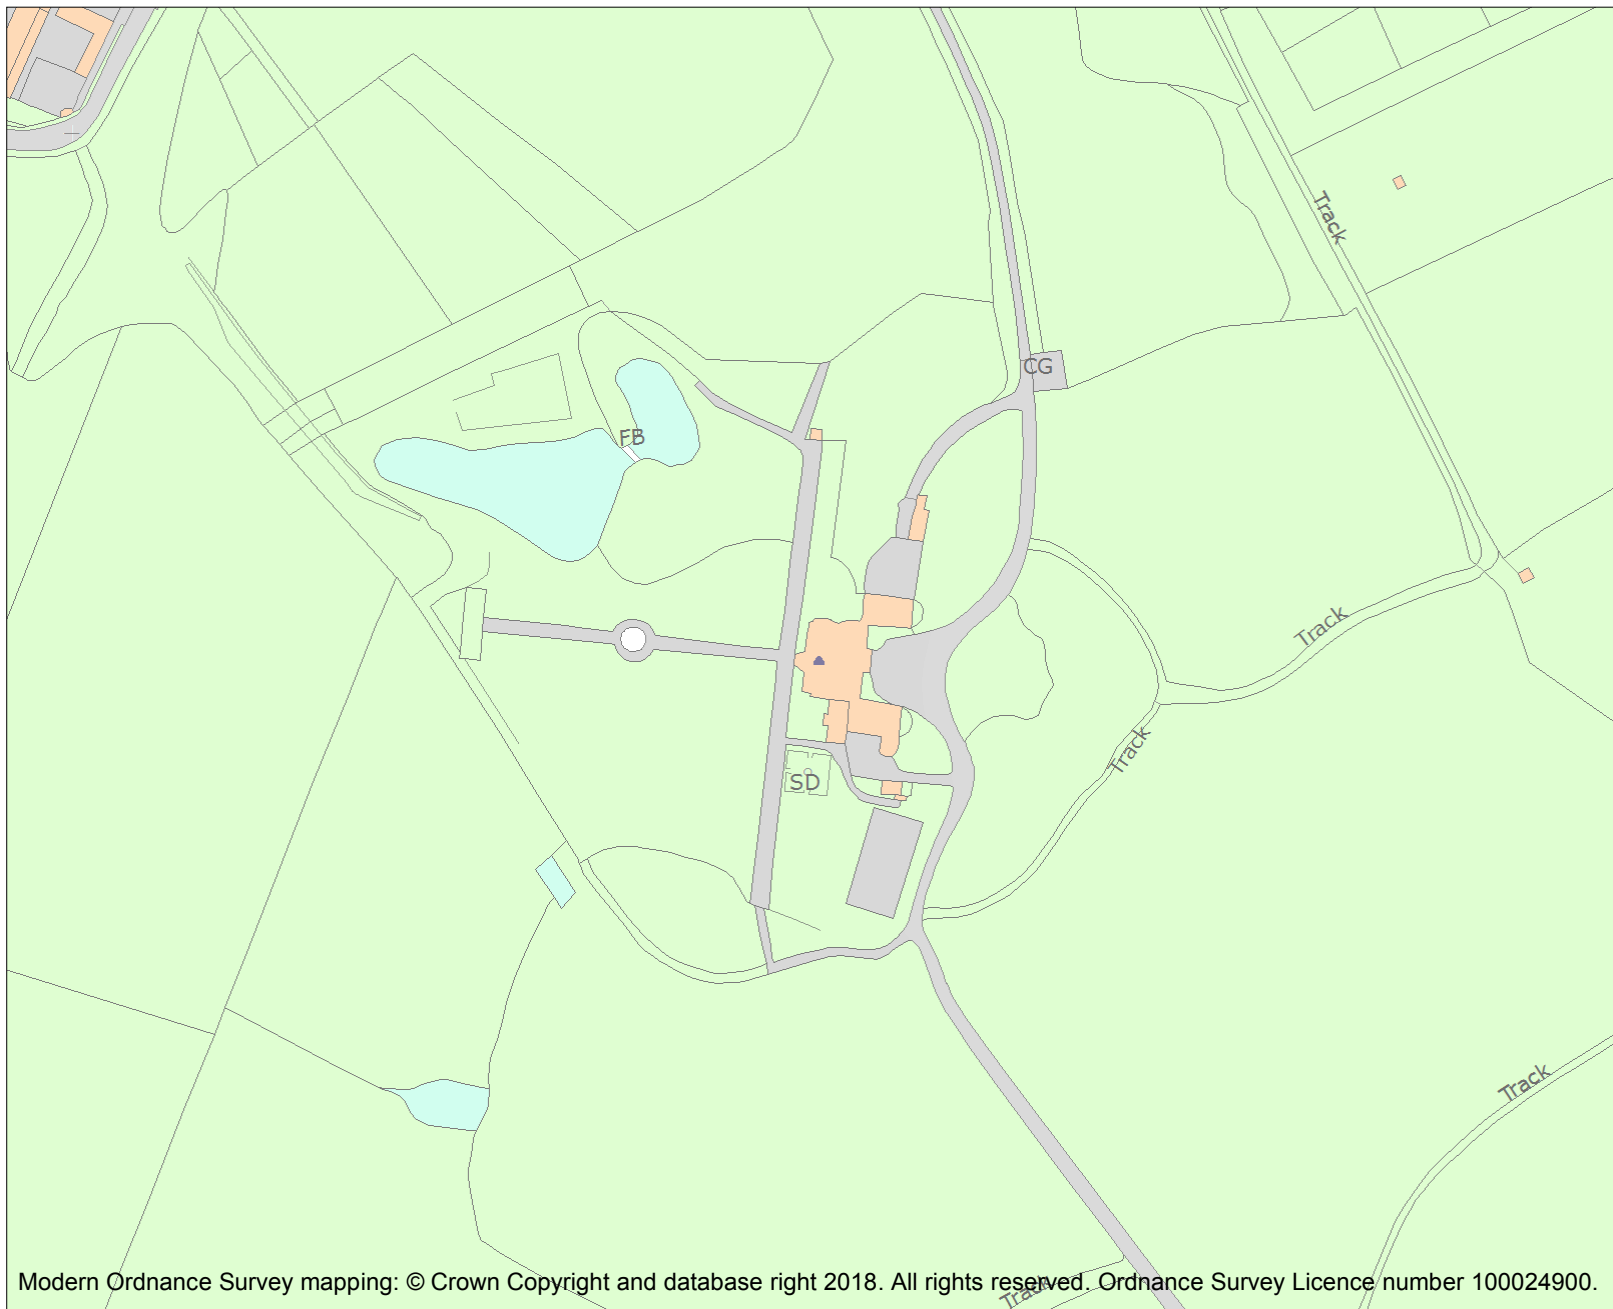 Track
CG
FB
Track
Track
SD
Track
Track
Modern Ordnance Survey mapping: © Crown Copyright and database right 2018. All rights reserved. Ordnance Survey Licence number 100024900.